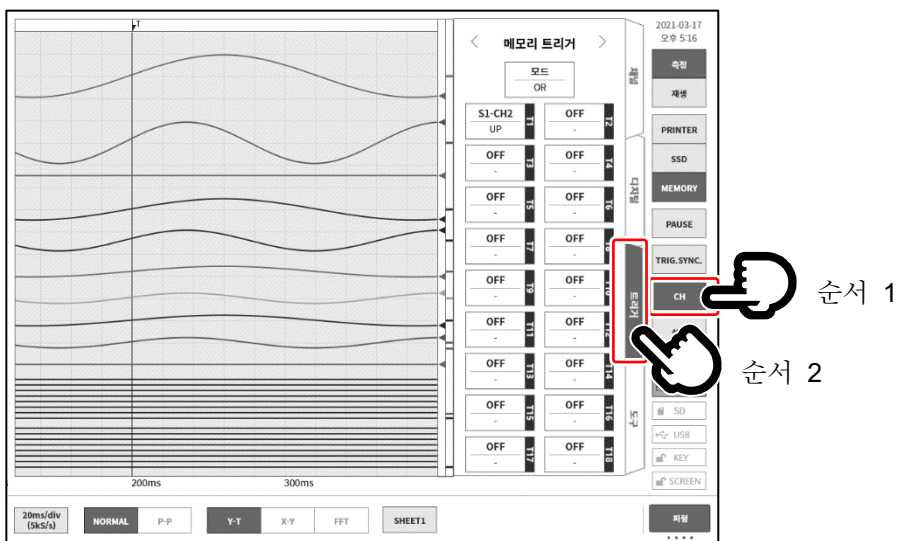 T
200ms
300ms
메모리 트리거
모드
OR
S1-CH2
UP
T1
OFF
-
T2
OFF
-
T3
OFF
-
T4
OFF
-
T5
OFF
-
T6
OFF
-
T7
OFF
-
OFF
-
T9
OFF
-
OFF
-
T11
OFF
-
T12
OFF
-
T13
OFF
-
T14
OFF
-
T15
OFF
-
T16
OFF
-
T17
OFF
-
T18
채널
디지털
트리거
도구
2021-03-17
오후 5:16
측정
재생
PRINTER
SSD
MEMORY
PAUSE
TRIG.SYNC.
CH
SD
USB
KEY
SCREEN
순서 1
순서 2
20ms/div
(5kS/s)
NORMAL
P-P
Y-T
X-Y
FFT
SHEET1
파형